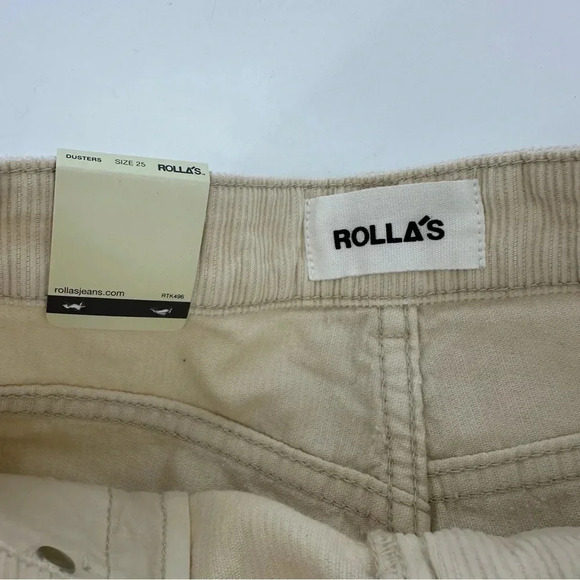 DUSTERS SIZE 25 ROLLA'S
rollasjeans.com RTK496
ROLLA'S